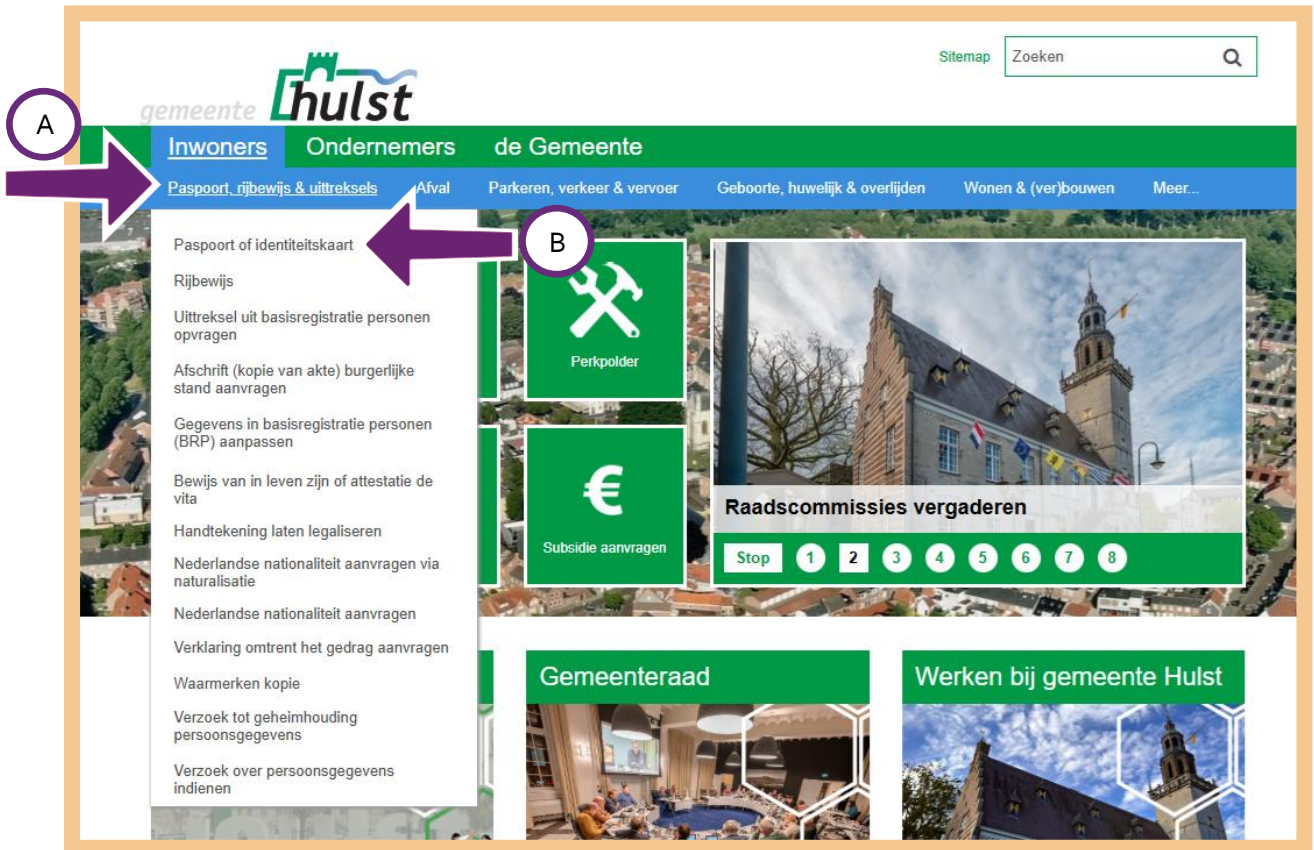 Sitemap
Zoeken
gemeente hulst
A
Inwoners Ondernemers de Gemeente
Paspoort, rijbewijs & uittreksels Afval Parkeren, verkeer & vervoer Geboorte, huwelijk & overlijden Wonen & (ver)bouwen Meer...
Paspoort of identiteitskaart
B
Rijbewijs
Uittreksel uit basisregistratie personen
opvragen
Afschrift (kopie van akte) burgerlijke
stand aanvragen
Gegevens in basisregistratie personen
(BRP) aanpassen
Bewijs van in leven zijn of attestatie de
vita
Handtekening laten legaliseren
Nederlandse nationaliteit aanvragen via
naturalisatie
Nederlandse nationaliteit aanvragen
Verklaring omtrent het gedrag aanvragen
Waarmerken kopie
Verzoek tot geheimhouding
persoonsgegevens
Verzoek over persoonsgegevens
indienen
Perkpolder
€
Subsidie aanvragen
Raadscommissies vergaderen
Stop 1 2 3 4 5 6 7 8
Gemeenteraad
Werken bij gemeente Hulst